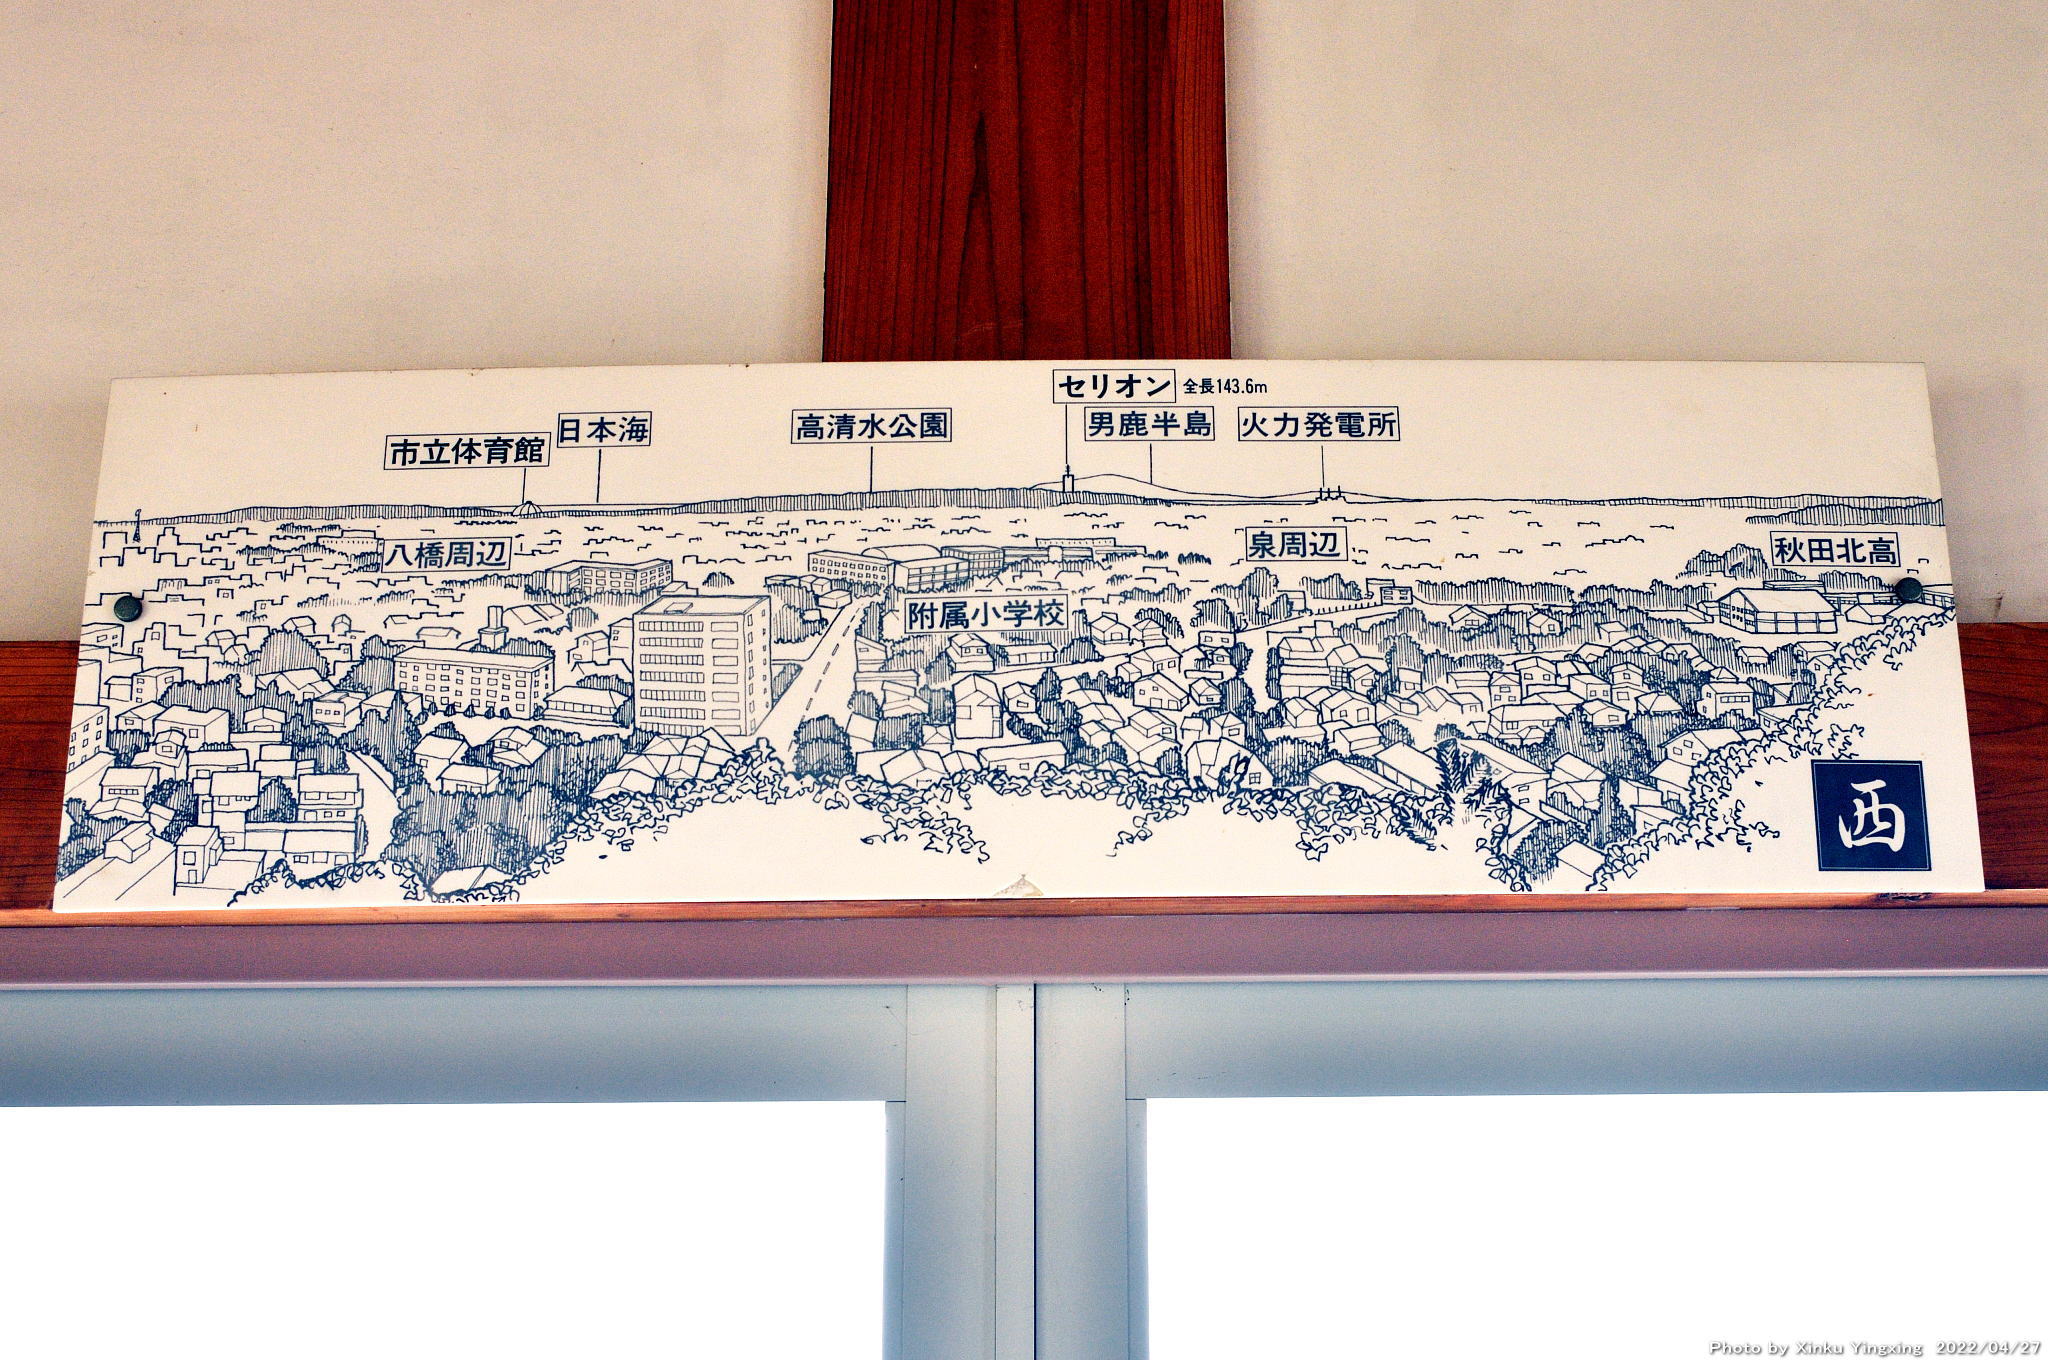 セリオン 全長143.6m
市立体育館
日本海
高清水公園
男鹿半島
火力発電所
八橋周辺
泉周辺
秋田北高
附属小学校
西
Photo by Xinku Yingxing 2022/04/27